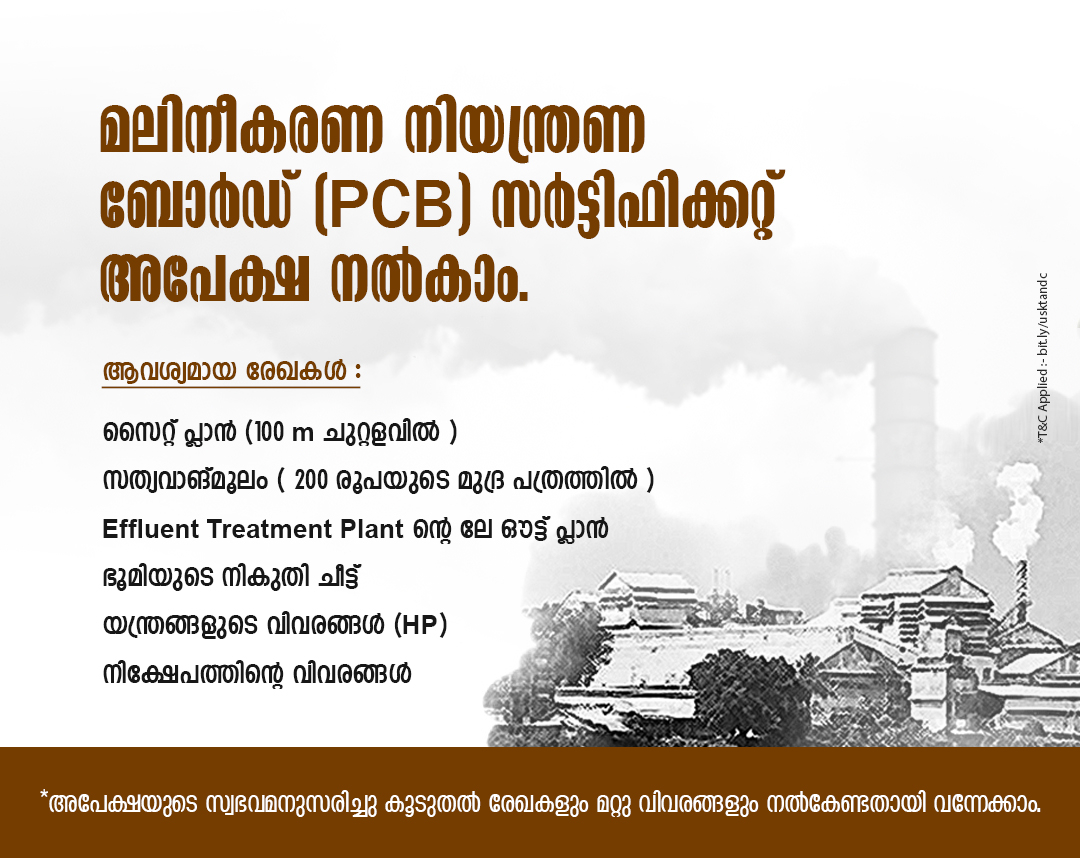 മലിനീകരണ നിയന്ത്രണ
ബോർഡ് (PCB) സർട്ടിഫിക്കറ്റ്
അപേക്ഷ നൽകാം.
ആവശ്യമായ രേഖകൾ :
സൈറ്റ് പ്ലാൻ (100 m ചുറ്റളവിൽ )
സത്യവാങ്മൂലം ( 200 രൂപയുടെ മുദ്ര പത്രത്തിൽ )
Effluent Treatment Plant ന്റെ ലേ ഔട്ട് പ്ലാൻ
ഭൂമിയുടെ നികുതി ചീട്ട്
യന്ത്രങ്ങളുടെ വിവരങ്ങൾ (HP)
നിക്ഷേപത്തിന്റെ വിവരങ്ങൾ
*T&C Applied :- bit.ly/usktandc
*അപേക്ഷയുടെ സ്വഭവമനുസരിച്ചു കൂടുതൽ രേഖകളും മറ്റു വിവരങ്ങളും നൽകേണ്ടതായി വന്നേക്കാം.